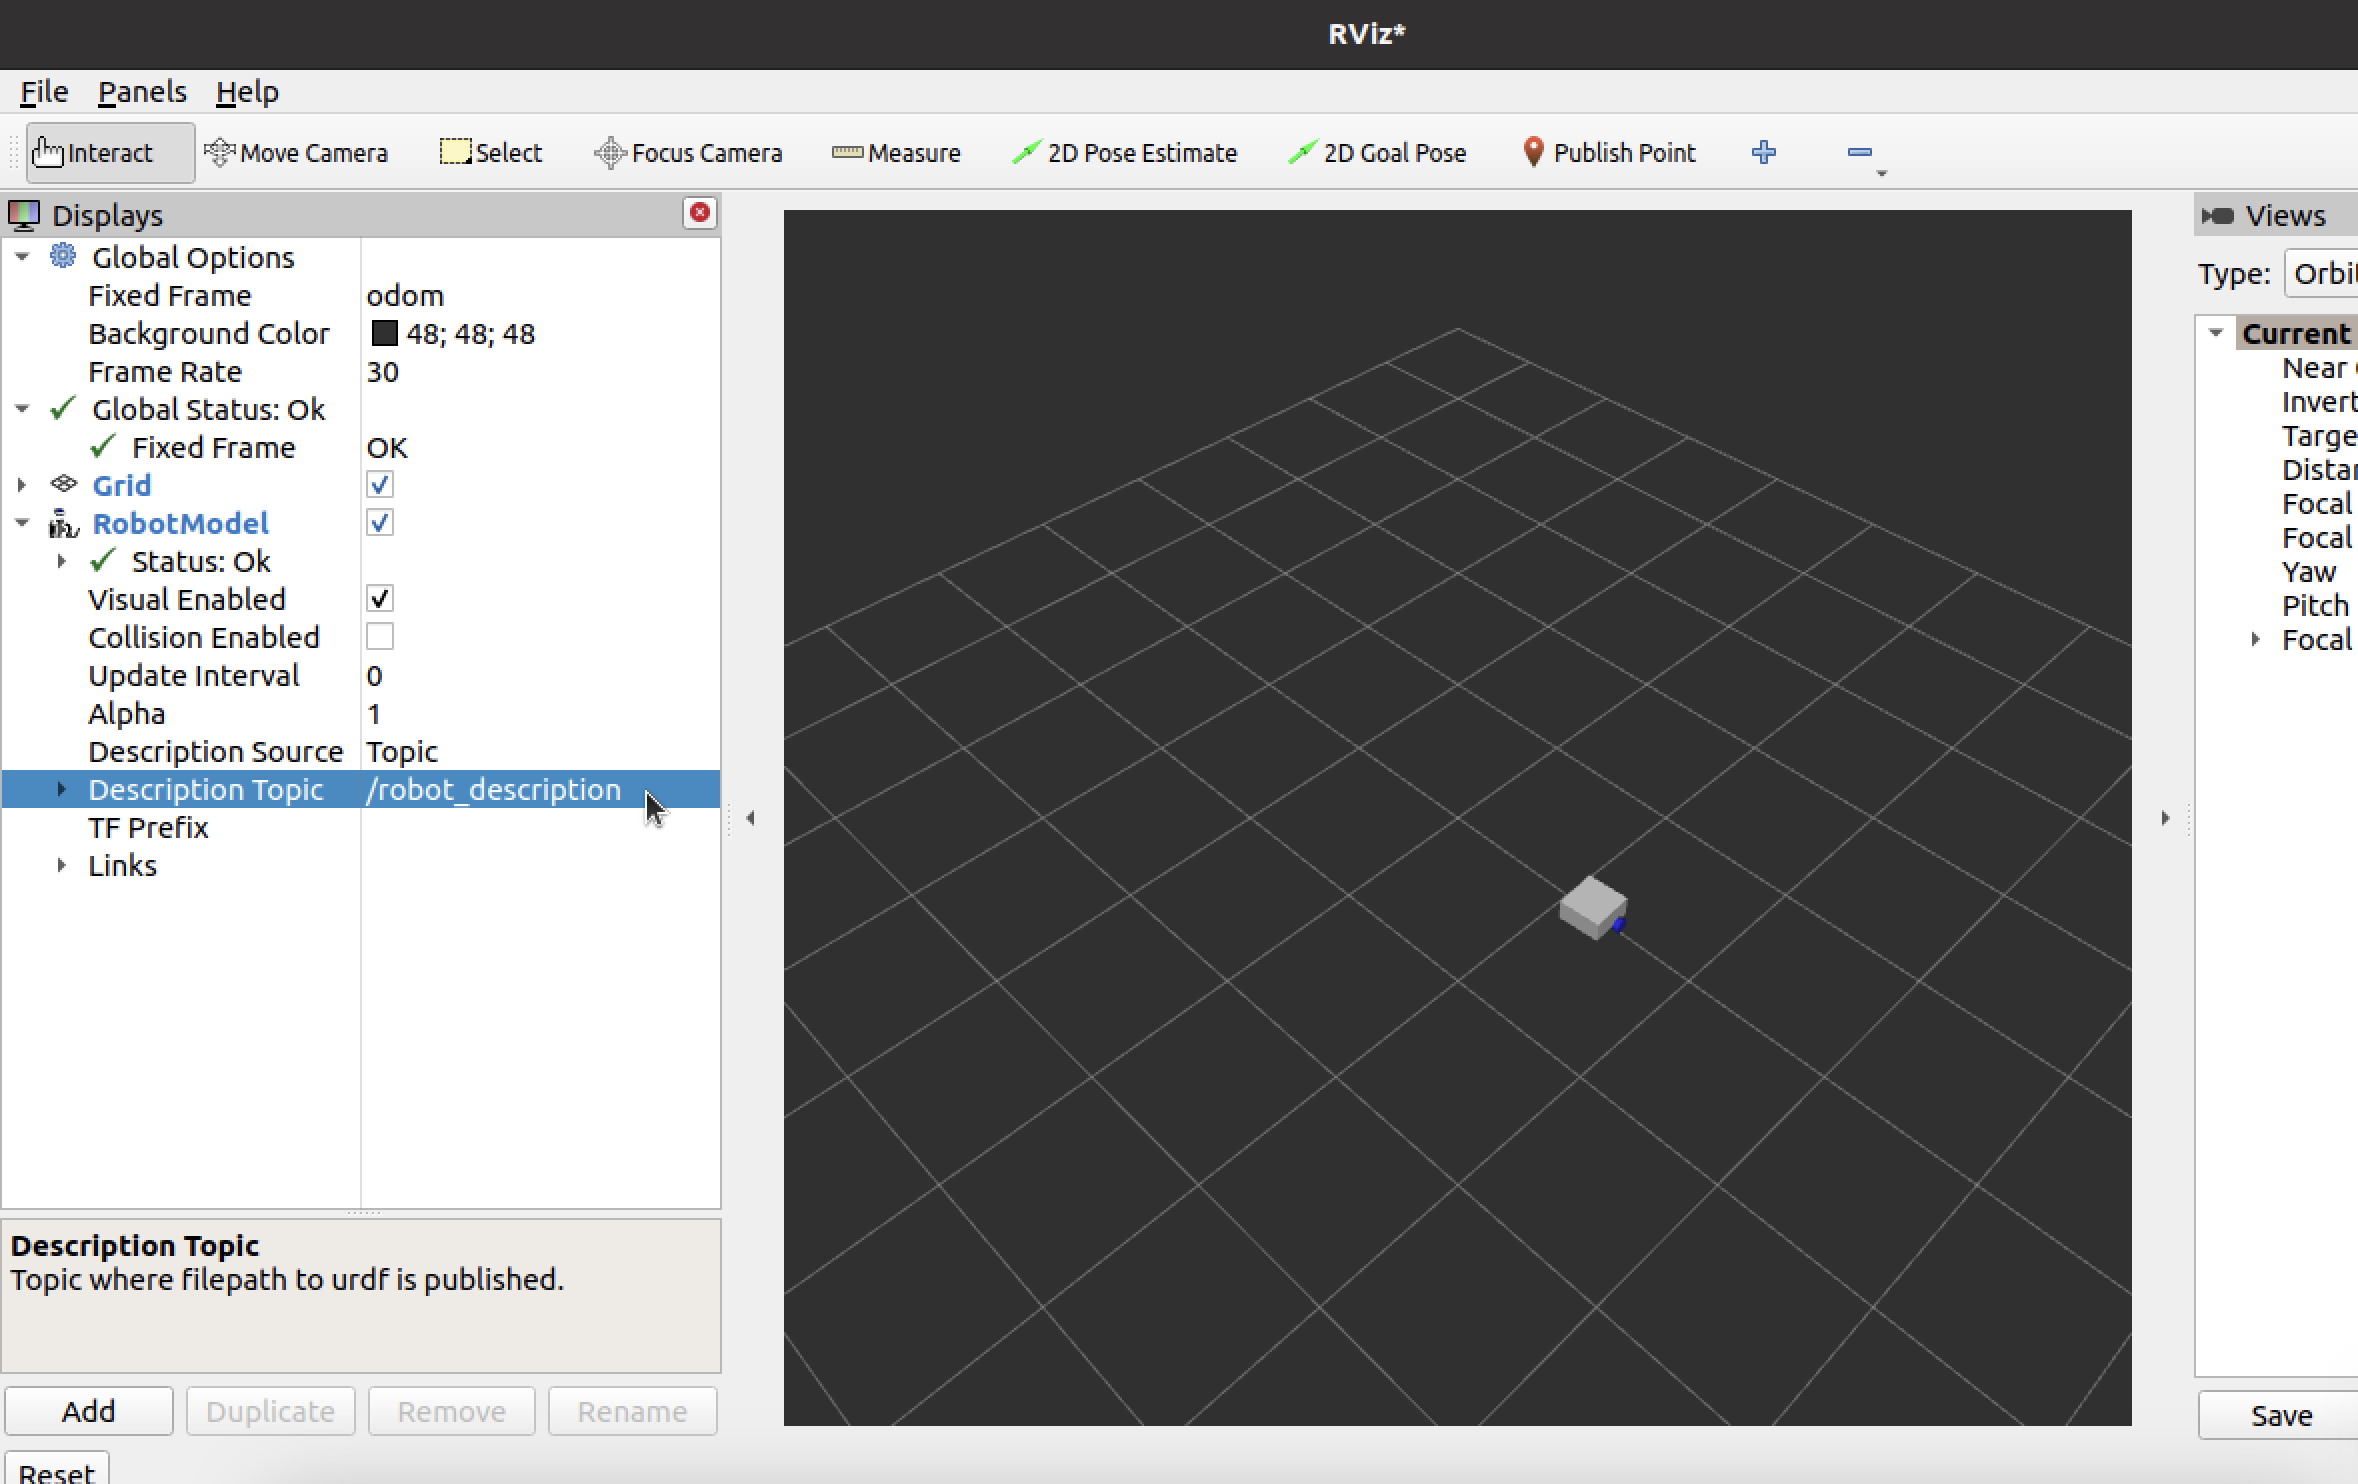 RViz*
File Panels Help
Interact Move Camera Select Focus Camera Measure 2D Pose Estimate 2D Goal Pose Publish Point
Displays
Global Options
Fixed Frame odom
Background Color 48; 48; 48
Frame Rate 30
Global Status: Ok
Fixed Frame OK
Grid
RobotModel
Status: Ok
Visual Enabled
Collision Enabled
Update Interval 0
Alpha 1
Description Source Topic
Description Topic /robot_description
TF Prefix
Links
Description Topic
Topic where filepath to urdf is published.
Add Duplicate Remove Rename
Reset
Views
Type:
Current
Near
Invert
Focal
Focal
Yaw
Pitch
Focal
Save